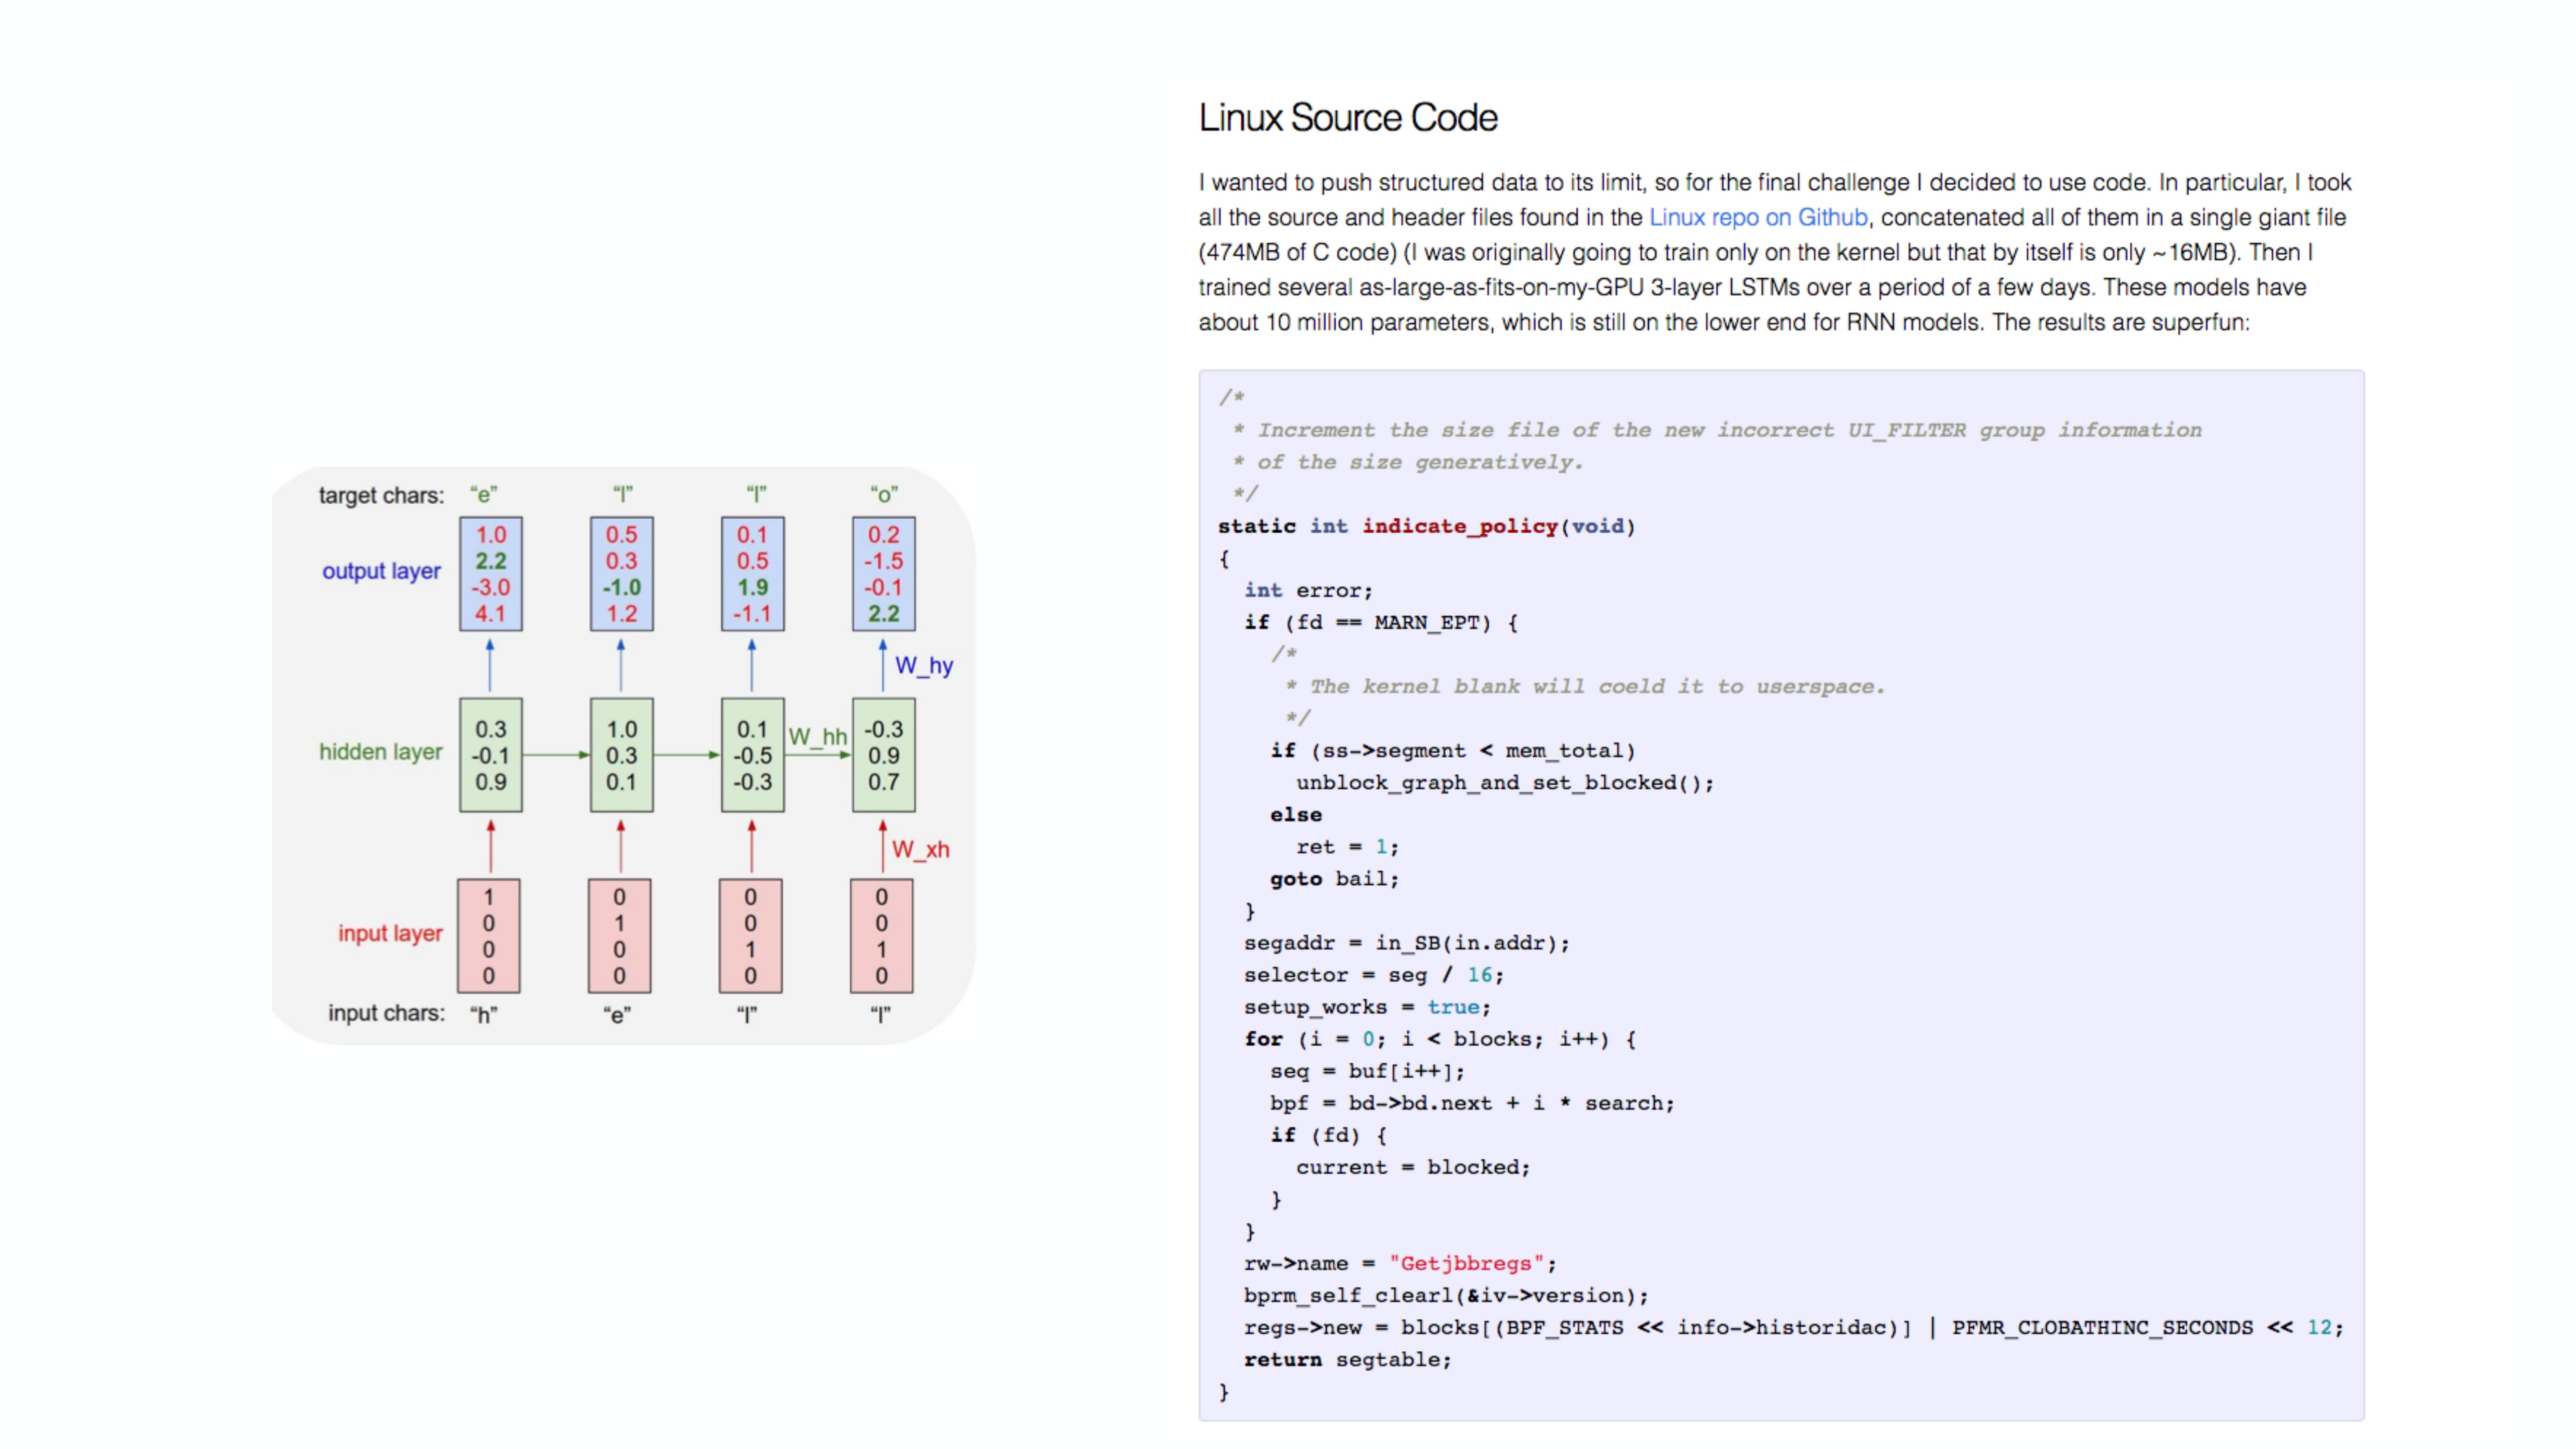 target chars: “e” “l” “l” “o”
1.0 0.5 0.1 0.2
2.2 0.3 0.5 -1.5
output layer
-3.0 -1.0 1.9 -0.1
4.1 1.2 -1.1 2.2
W_hy
0.3 1.0 0.1 -0.3
W_hh
hidden layer -0.1 0.3 -0.5 0.9
0.9 0.1 -0.3 0.7
W_xh
1 0 0 0
0 1 0 0
input layer
0 0 1 1
0 0 0 0
input chars: “h” “e” “l” “l”
Linux Source Code
I wanted to push structured data to its limit, so for the final challenge I decided to use code. In particular, I took
all the source and header files found in the Linux repo on Github, concatenated all of them in a single giant file
(474MB of C code) (I was originally going to train only on the kernel but that by itself is only ~16MB). Then I
trained several as-large-as-fits-on-my-GPU 3-layer LSTMs over a period of a few days. These models have
about 10 million parameters, which is still on the lower end for RNN models. The results are superfun:
/*
 * Increment the size file of the new incorrect UI_FILTER group information
 * of the size generatively.
 */
static int indicate_policy(void)
{
  int error;
  if (fd == MARN_EPT) {
    /*
     * The kernel blank will coeld it to userspace.
     */
    if (ss->segment < mem_total)
      unblock_graph_and_set_blocked();
    else
      ret = 1;
    goto bail;
  }
  segaddr = in_SB(in.addr);
  selector = seg / 16;
  setup_works = true;
  for (i = 0; i < blocks; i++) {
    seq = buf[i++];
    bpf = bd->bd.next + i * search;
    if (fd) {
      current = blocked;
    }
  }
  rw->name = "Getjbbregs";
  bprm_self_clearl(&iv->version);
  regs->new = blocks[(BPF_STATS << info->historidac)] | PFMR_CLOBATHINC_SECONDS << 12;
  return segtable;
}